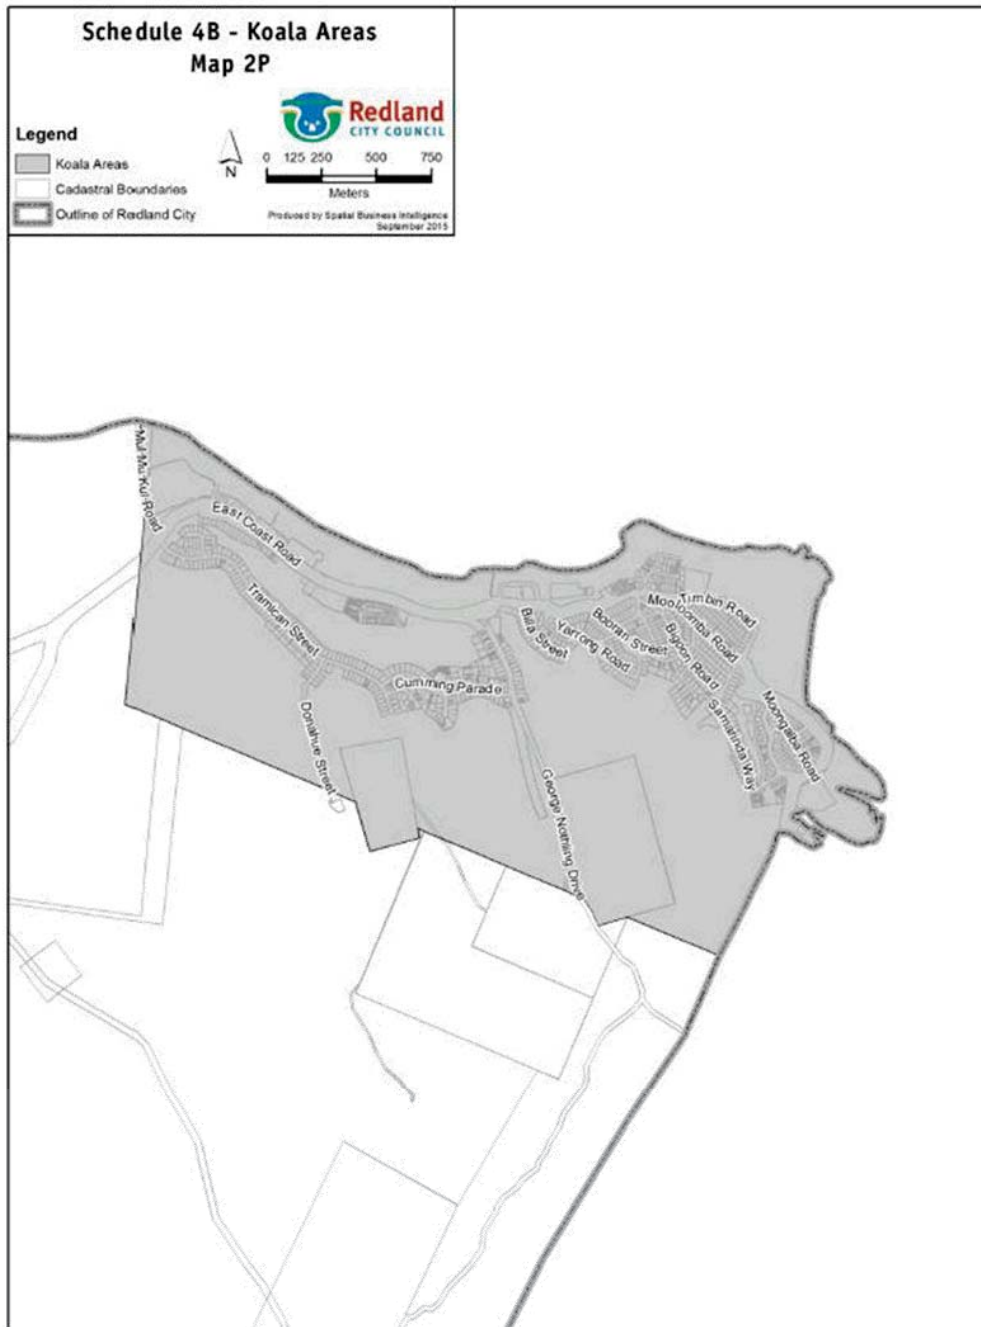 Schedule 4B - Koala Areas
Map 2P
Redland
CITY COUNCIL
Legend
Koala Areas
Cadastral Boundaries
Outline of Redland City
N
0 125 250 500 750
Meters
Produced by Spatial Business Intelligence
September 2015
Mul-Mu-Kul-Road
East Coast Road
Tramican Street
Donahue Street
Cumming Parade
George Nothling Drive
Billa Street
Yarrong Road
Booran Street
Timbin Road
Mooloomba Road
Bigoon Road
Samarinda Way
Moongalba Road